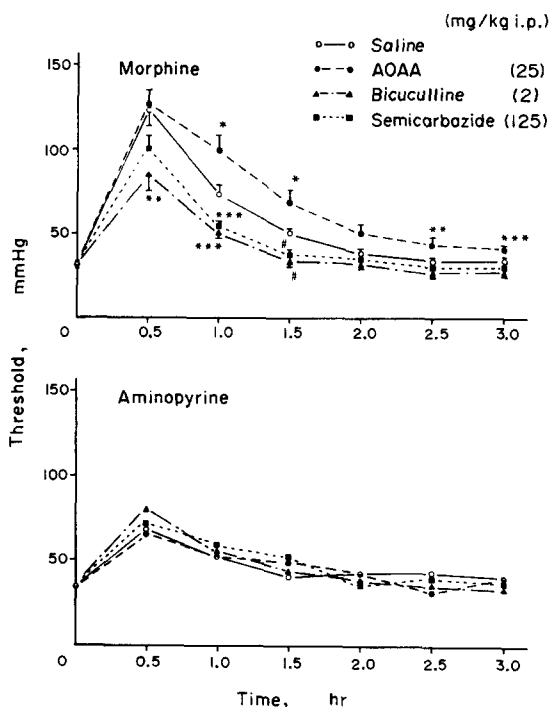 (mg/kg i.p.)
Saline
AOAA (25)
Bicuculline (2)
Semicarbazide (125)
Morphine
150
100
50
0 0.5 1.0 1.5 2.0 2.5 3.0
* * ** *** ** *** *** # #
Threshold, mmHg
Aminopyrine
150
100
50
0 0.5 1.0 1.5 2.0 2.5 3.0
Time, hr